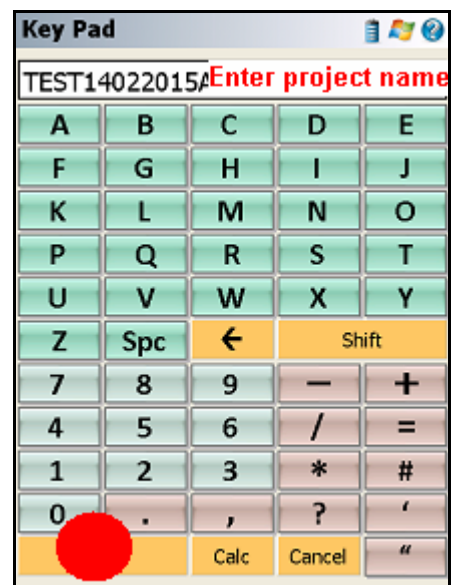 Key Pad
TEST14022015A Enter project name
A B C D E
F G H I J
K L M N O
P Q R S T
U V W X Y
Z Spc ← Shift
7 8 9 − +
4 5 6 / =
1 2 3 * #
0 . , ? ‘
Calc Cancel “